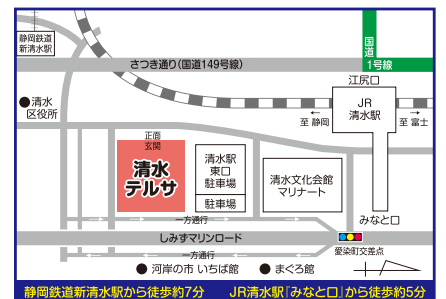 静岡鉄道
新清水駅
さつき通り（国道149号線）
国道
1号線
江尻口
JR
清水駅
至 静岡
至 富士
清水
区役所
正面
玄関
清水
テルサ
清水駅
東口
駐車場
駐車場
清水文化会館
マリナート
みなと口
一方通行
しみずマリンロード
愛染町交差点
一方通行
河岸の市 いちば館
まぐろ館
静岡鉄道新清水駅から徒歩約7分
JR清水駅『みなと口』から徒歩約5分